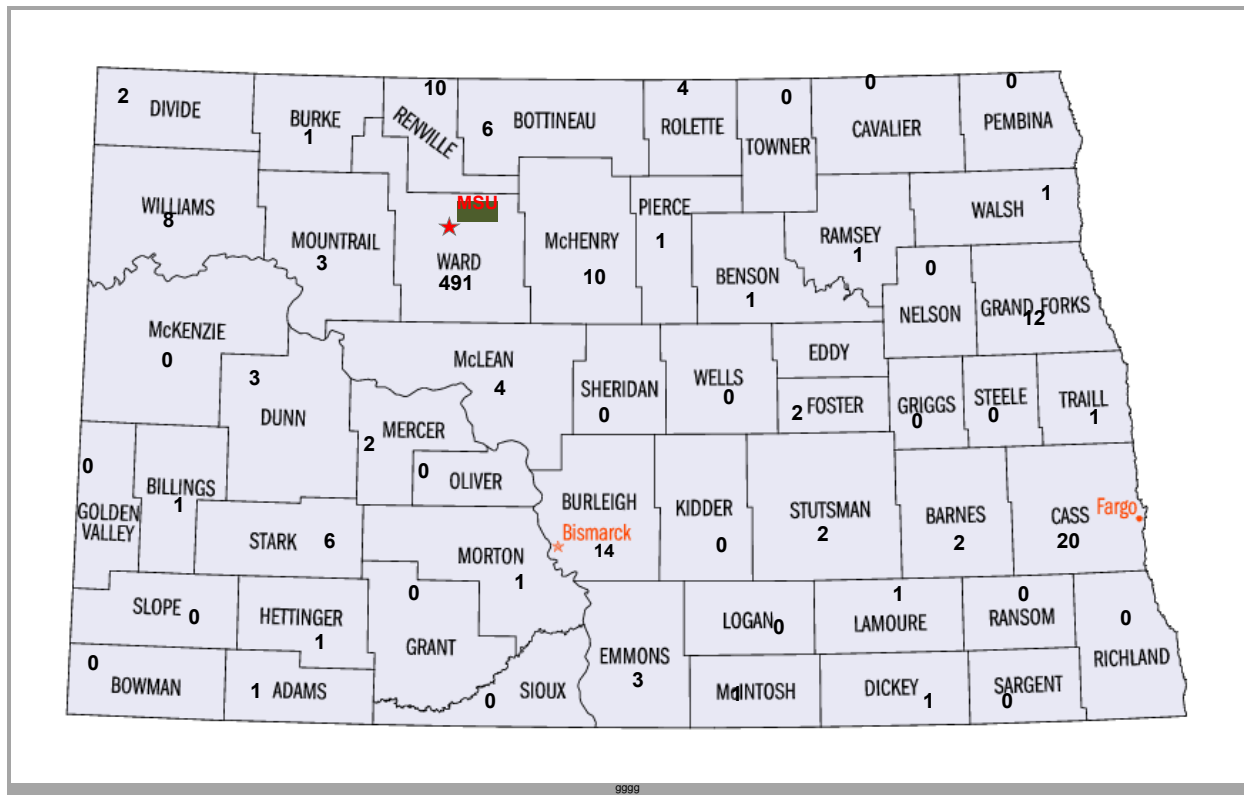 2 DIVIDE
BURKE
1
10
RENVILLE
6 BOTTINEAU
4
ROLETTE
0
TOWNER
0
CAVALIER
0
PEMBINA
WILLIAMS
8
MOUNTRAIL
3
MSU
WARD
491
McHENRY
10
PIERCE
1
BENSON
1
RAMSEY
1
1
WALSH
0
NELSON
GRAND FORKS
12
McKENZIE
0
3
DUNN
McLEAN
4
SHERIDAN
0
WELLS
0
EDDY
2 FOSTER
GRIGGS
0
STEELE
0
TRAILL
1
0
GOLDEN
VALLEY
BILLINGS
1
MERCER
2
0
OLIVER
STARK 6
MORTON
1
BURLEIGH
Bismarck
14
KIDDER
0
STUTSMAN
2
BARNES
2
CASS
Fargo
20
SLOPE 0
HETTINGER
1
0
GRANT
EMMONS
3
LOGAN 0
1
LAMOURE
0
RANSOM
0
RICHLAND
0
BOWMAN
1 ADAMS
0 SIOUX
McINTOSH
1
DICKEY
1
SARGENT
0
gggg